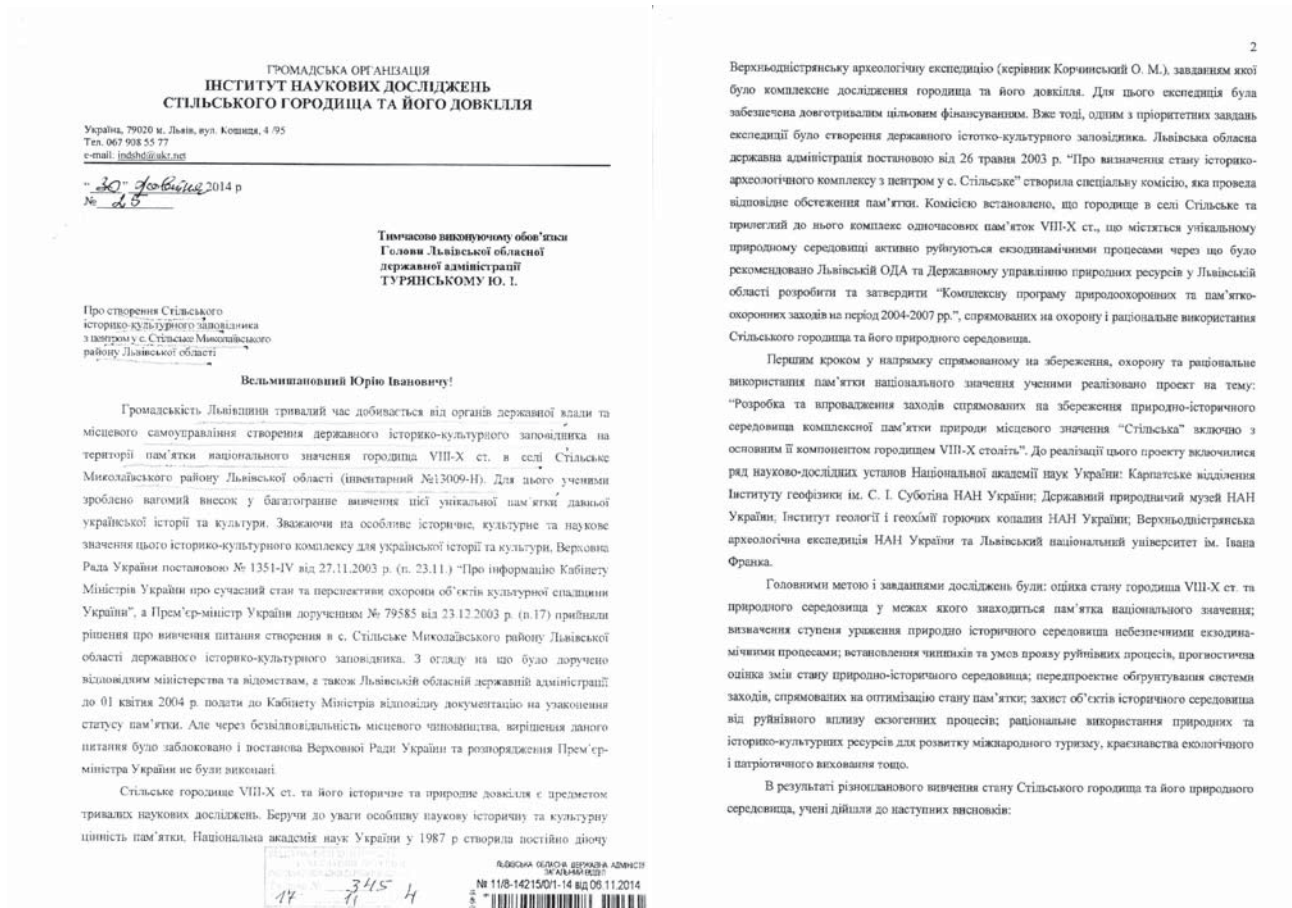 ГРОМАДСЬКА ОРГАНІЗАЦІЯ
ІНСТИТУТ НАУКОВИХ ДОСЛІДЖЕНЬ
СТІЛЬСЬКОГО ГОРОДИЩА ТА ЙОГО ДОВКІЛЛЯ
Україна, 79020 м. Львів, вул. Кошиця, 4 /95
Тел. 067 908 55 77
e-mail: indshd@ukr.net
"30" жовтня 2014 р
№ 25
Тимчасово виконуючому обов’язки
Голови Львівської обласної
державної адміністрації
ТУРЯНСЬКОМУ Ю. І.
Про створення Стільського
історико-культурного заповідника
з центром у с. Стільське Миколаївського
району Львівської області
Вельмишановний Юрію Івановичу!
Громадськість Львівщини тривалий час добивається від органів державної влади та
місцевого самоуправління створення державного історико-культурного заповідника на
території пам’ятки національного значення городища VIII-X ст. в селі Стільське
Миколаївського району Львівської області (інвентарний №13009-Н). Для цього ученими
зроблено вагомий внесок у багатогранне вивчення цієї унікальної пам’ятки давньої
української історії та культури. Зважаючи на особливе історичне, культурне та наукове
значення цього історико-культурного комплексу для української історії та культури, Верховна
Рада України постановою № 1351-IV від 27.11.2003 р. (п. 23.11.) “Про інформацію Кабінету
Міністрів України про сучасний стан та перспективи охорони об’єктів культурної спадщини
України”, а Прем’єр-міністр України дорученням № 79585 від 23.12.2003 р. (п.17) прийняли
рішення про вивчення питання створення в с. Стільське Миколаївського району Львівської
області державного історико-культурного заповідника. З огляду на що було доручено
відповідним міністерства та відомствам, а також Львівській обласній державній адміністрації
до 01 квітня 2004 р. подати до Кабінету Міністрів відповідну документацію на узаконення
статусу пам’ятки. Але через безвідповідальність місцевого чиновництва, вирішення даного
питання було заблоковано і постанова Верховної Ради України та розпорядження Прем’єр-
міністра України не були виконані.
Стільське городище VIII-X ст. та його історичне та природне довкілля є предметом
тривалих наукових досліджень. Беручи до уваги особливу наукову історичну та культурну
цінність пам’ятки, Національна академія наук України у 1987 р створила постійно діючу
345 4
17 11
ЛЬВІВСЬКА ОБЛАСНА ДЕРЖАВНА АДМІНІСТ
ЗАГАЛЬНИЙ ВІДДІЛ
№ 11/8-14215/0/1-14 від 06.11.2014
2
Верхньодністрянську археологічну експедицію (керівник Корчинський О. М.), завданням якої
було комплексне дослідження городища та його довкілля. Для цього експедиція була
забезпечена довготривалим цільовим фінансуванням. Вже тоді, одним з пріоритетних завдань
експедиції було створення державного істотко-культурного заповідника. Львівська обласна
державна адміністрація постановою від 26 травня 2003 р. “Про визначення стану історико-
археологічного комплексу з центром у с. Стільське” створила спеціальну комісію, яка провела
відповідне обстеження пам’ятки. Комісією встановлено, що городище в селі Стільське та
прилеглий до нього комплекс одночасових пам’яток VIII-X ст., що містяться унікальному
природному середовищі активно руйнуються екзодинамічними процесами через що було
рекомендовано Львівській ОДА та Державному управлінню природних ресурсів у Львівській
області розробити та затвердити “Комплексну програму природоохоронних та пам’ятко-
охоронних заходів на період 2004-2007 рр.”, спрямованих на охорону і раціональне використання
Стільського городища та його природного середовища.
Першим кроком у напрямку спрямованому на збереження, охорону та раціональне
використання пам’ятки національного значення ученими реалізовано проект на тему:
“Розробка та впровадження заходів спрямованих на збереження природно-історичного
середовища комплексної пам’ятки природи місцевого значення “Стільська” включно з
основним її компонентом городищем VIII-X століть”. До реалізації цього проекту включилися
ряд науково-дослідних установ Національної академії наук України: Карпатське відділення
Інституту геофізики ім. С. І. Суботіна НАН України; Державний природничий музей НАН
України; Інститут геології і геохімії горючих копалин НАН України; Верхньодністрянська
археологічна експедиція НАН України та Львівський національний університет ім. Івана
Франка.
Головними метою і завданнями досліджень були: оцінка стану городища VIII-X ст. та
природного середовища у межах якого знаходиться пам’ятка національного значення;
визначення ступеня ураження природно історичного середовища небезпечними екзодина-
мічними процесами; встановлення чинників та умов прояву руйнівних процесів, прогностична
оцінка змін стану природно-історичного середовища; передпроектне обґрунтування системи
заходів, спрямованих на оптимізацію стану пам’ятки; захист об’єктів історичного середовища
від руйнівного впливу екзогенних процесів; раціональне використання природних та
історико-культурних ресурсів для розвитку міжнародного туризму, краєзнавства екологічного
і патріотичного виховання тощо.
В результаті різнопланового вивчення стану Стільського городища та його природного
середовища, учені дійшли до наступних висновків: